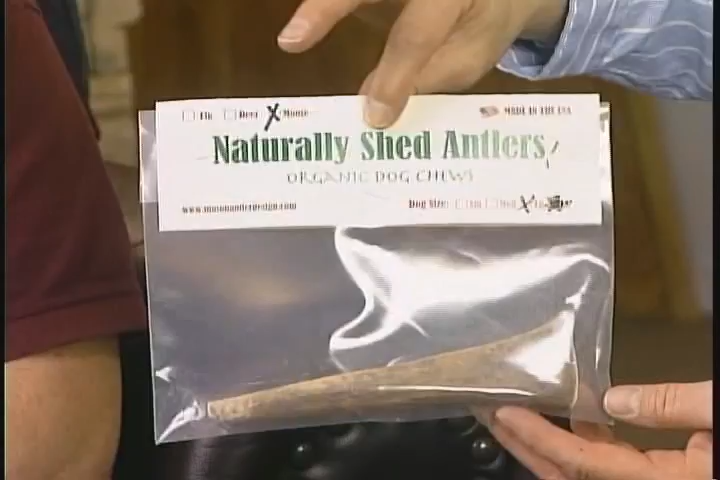 Elk Deer Moose MADE IN THE USA
Naturally Shed Antlers
ORGANIC DOG CHEWS
Dog Size: